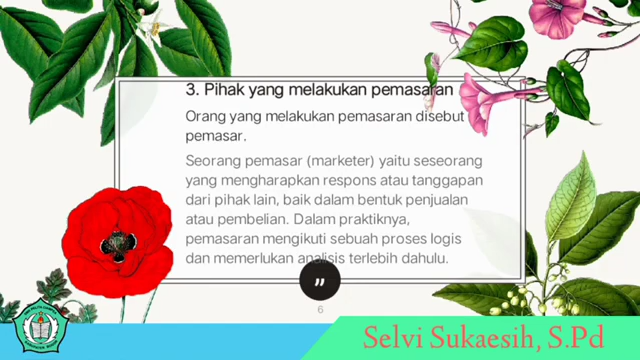 3. Pihak yang melakukan pemasaran
Orang yang melakukan pemasaran disebut
pemasar.
Seorang pemasar (marketer) yaitu seseorang
yang mengharapkan respons atau tanggapan
dari pihak lain, baik dalam bentuk penjualan
atau pembelian. Dalam praktiknya,
pemasaran mengikuti sebuah proses logis
dan memerlukan analisis terlebih dahulu.
”
6
Selvi Sukaesih, S.Pd